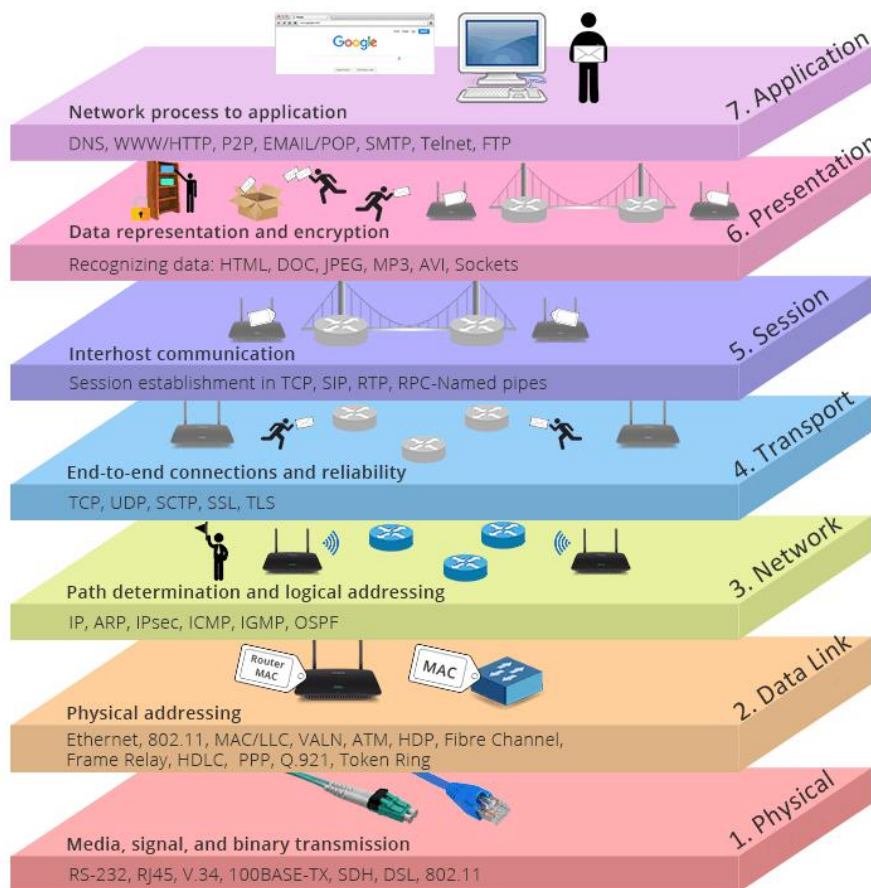 Google
7. Application
Network process to application
DNS, WWW/HTTP, P2P, EMAIL/POP, SMTP, Telnet, FTP
6. Presentation
Data representation and encryption
Recognizing data: HTML, DOC, JPEG, MP3, AVI, Sockets
5. Session
Interhost communication
Session establishment in TCP, SIP, RTP, RPC-Named pipes
4. Transport
End-to-end connections and reliability
TCP, UDP, SCTP, SSL, TLS
3. Network
Path determination and logical addressing
IP, ARP, IPsec, ICMP, IGMP, OSPF
Router
MAC
MAC
2. Data Link
Physical addressing
Ethernet, 802.11, MAC/LLC, VALN, ATM, HDP, Fibre Channel,
Frame Relay, HDLC, PPP, Q.921, Token Ring
1. Physical
Media, signal, and binary transmission
RS-232, RJ45, V.34, 100BASE-TX, SDH, DSL, 802.11